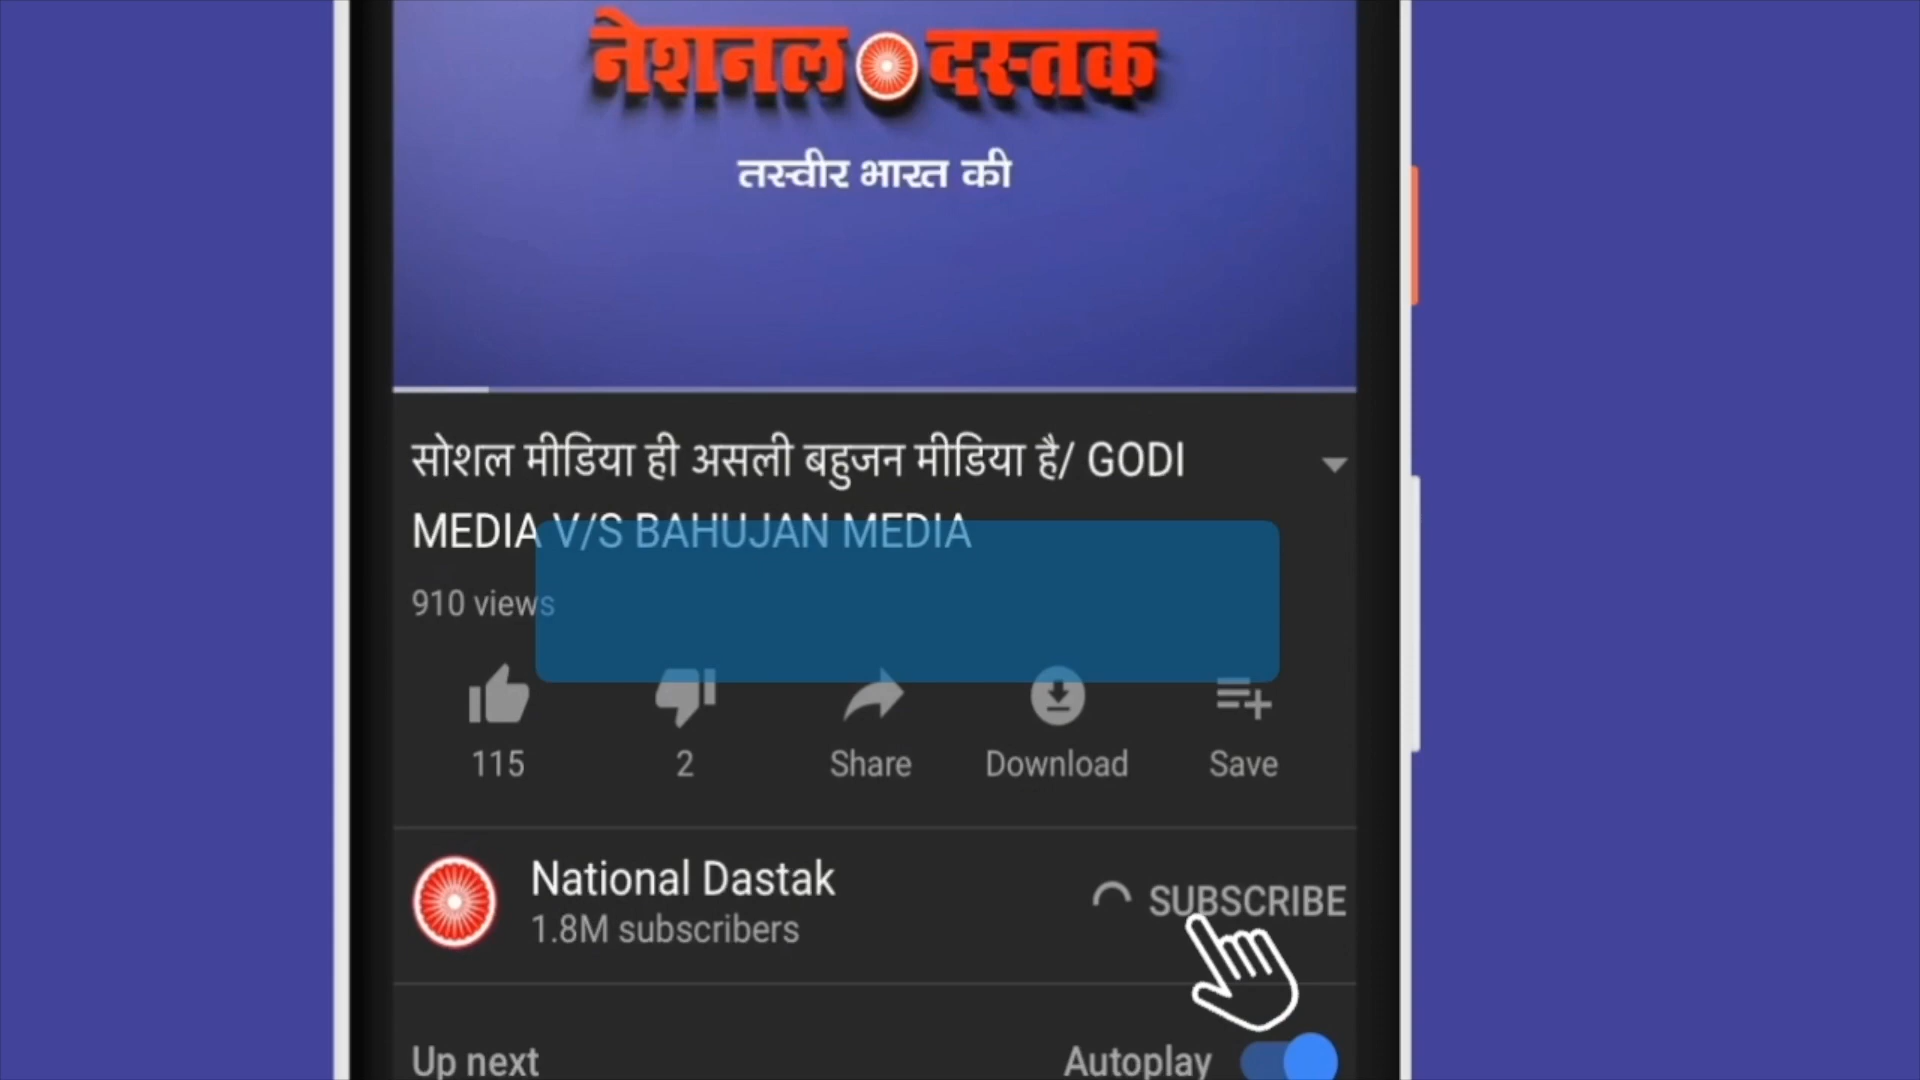 नेशनल दस्तक
तस्वीर भारत की
सोशल मीडिया ही असली बहुजन मीडिया है/ GODI
MEDIA V/S BAHUJAN MEDIA
910 views
115 2 Share Download Save
National Dastak
1.8M subscribers
SUBSCRIBE
Up next Autoplay